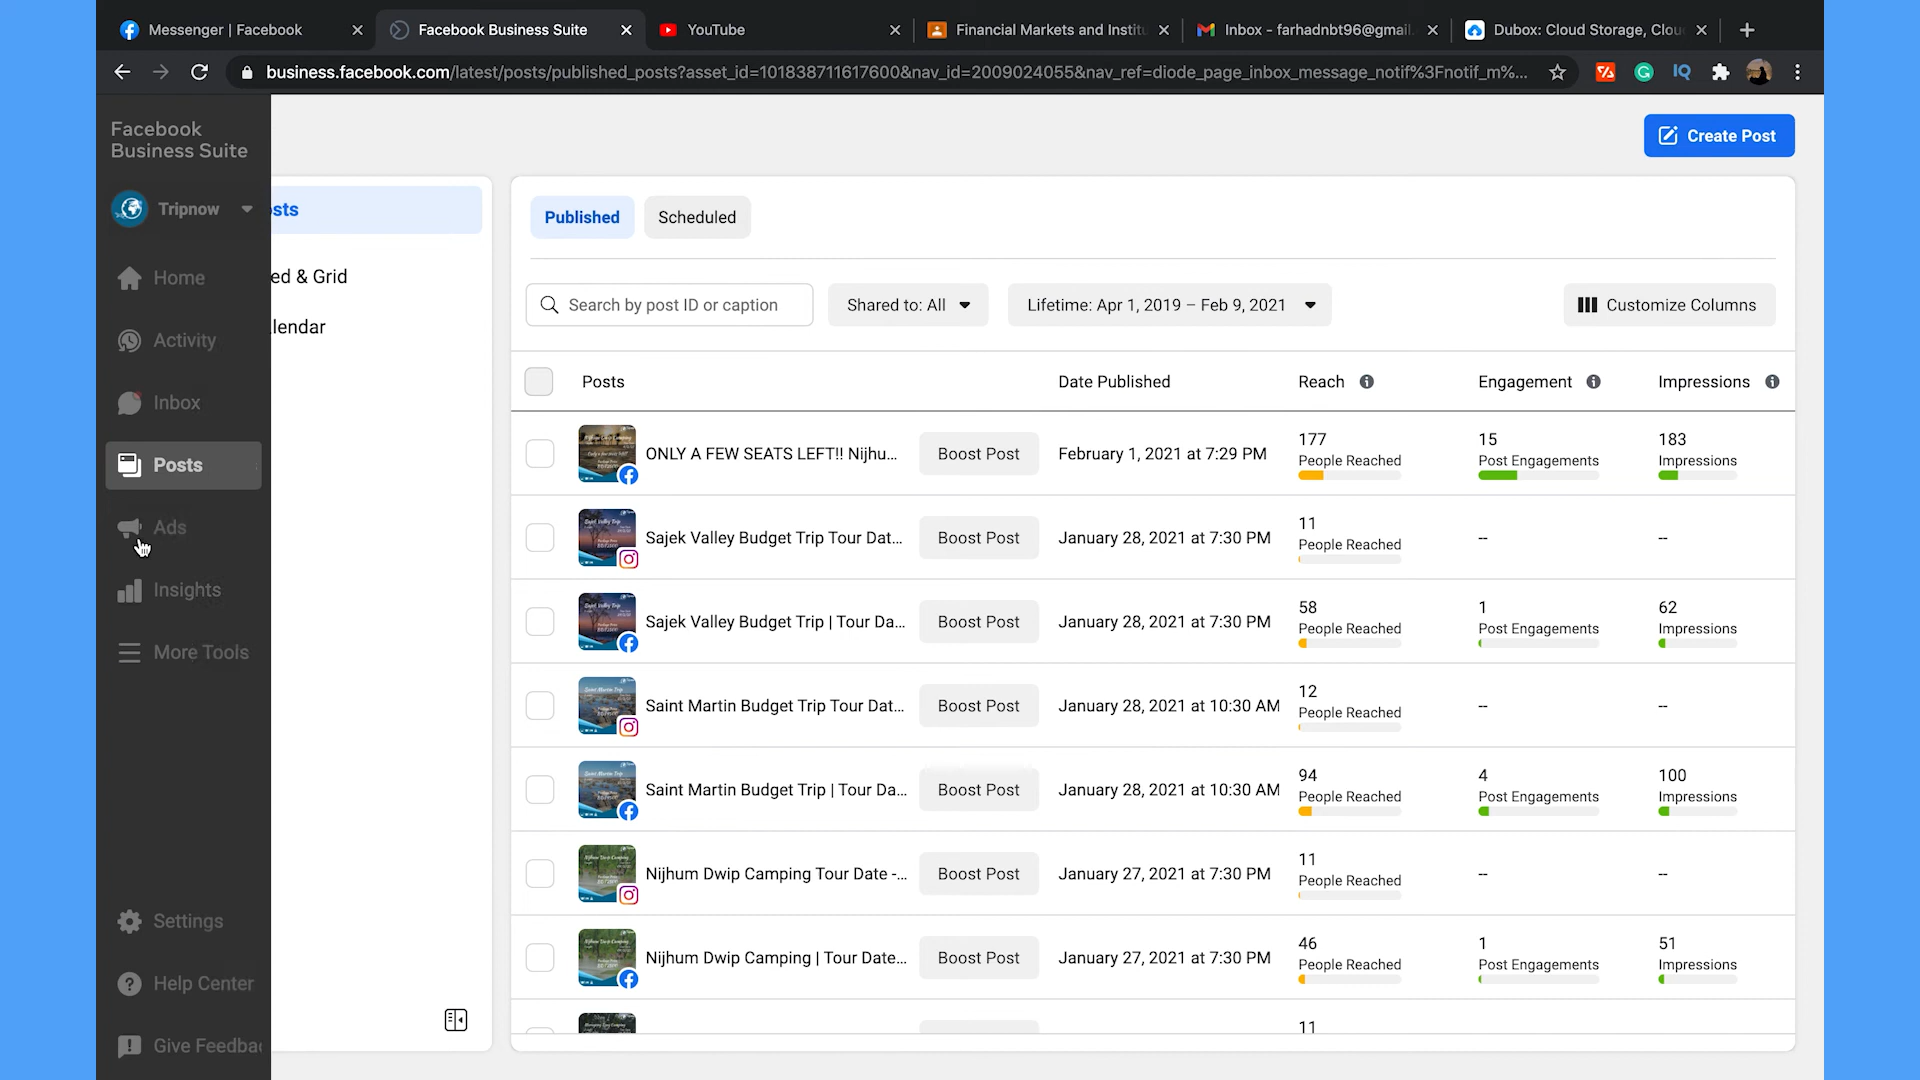 Messenger | Facebook
Facebook Business Suite
YouTube
Financial Markets and Institu
Inbox - farhadnbt96@gmail.
Dubox: Cloud Storage, Clou
business.facebook.com/latest/posts/published_posts?asset_id=101838711617600&nav_id=2009024055&nav_ref=diode_page_inbox_message_notif%3Fnotif_m%...
Facebook
Business Suite
Tripnow
Home
Activity
Inbox
Posts
Ads
Insights
More Tools
Settings
Help Center
Give Feedba
sts
ed & Grid
lendar
Create Post
Published
Scheduled
Search by post ID or caption
Shared to: All
Lifetime: Apr 1, 2019 – Feb 9, 2021
Customize Columns
Posts
Date Published
Reach
Engagement
Impressions
ONLY A FEW SEATS LEFT!! Nijhu...
Boost Post
February 1, 2021 at 7:29 PM
177
People Reached
15
Post Engagements
183
Impressions
Sajek Valley Budget Trip Tour Dat...
Boost Post
January 28, 2021 at 7:30 PM
11
People Reached
--
--
Sajek Valley Budget Trip | Tour Da...
Boost Post
January 28, 2021 at 7:30 PM
58
People Reached
1
Post Engagements
62
Impressions
Saint Martin Budget Trip Tour Dat...
Boost Post
January 28, 2021 at 10:30 AM
12
People Reached
--
--
Saint Martin Budget Trip | Tour Da...
Boost Post
January 28, 2021 at 10:30 AM
94
People Reached
4
Post Engagements
100
Impressions
Nijhum Dwip Camping Tour Date -...
Boost Post
January 27, 2021 at 7:30 PM
11
People Reached
--
--
Nijhum Dwip Camping | Tour Date...
Boost Post
January 27, 2021 at 7:30 PM
46
People Reached
1
Post Engagements
51
Impressions
11